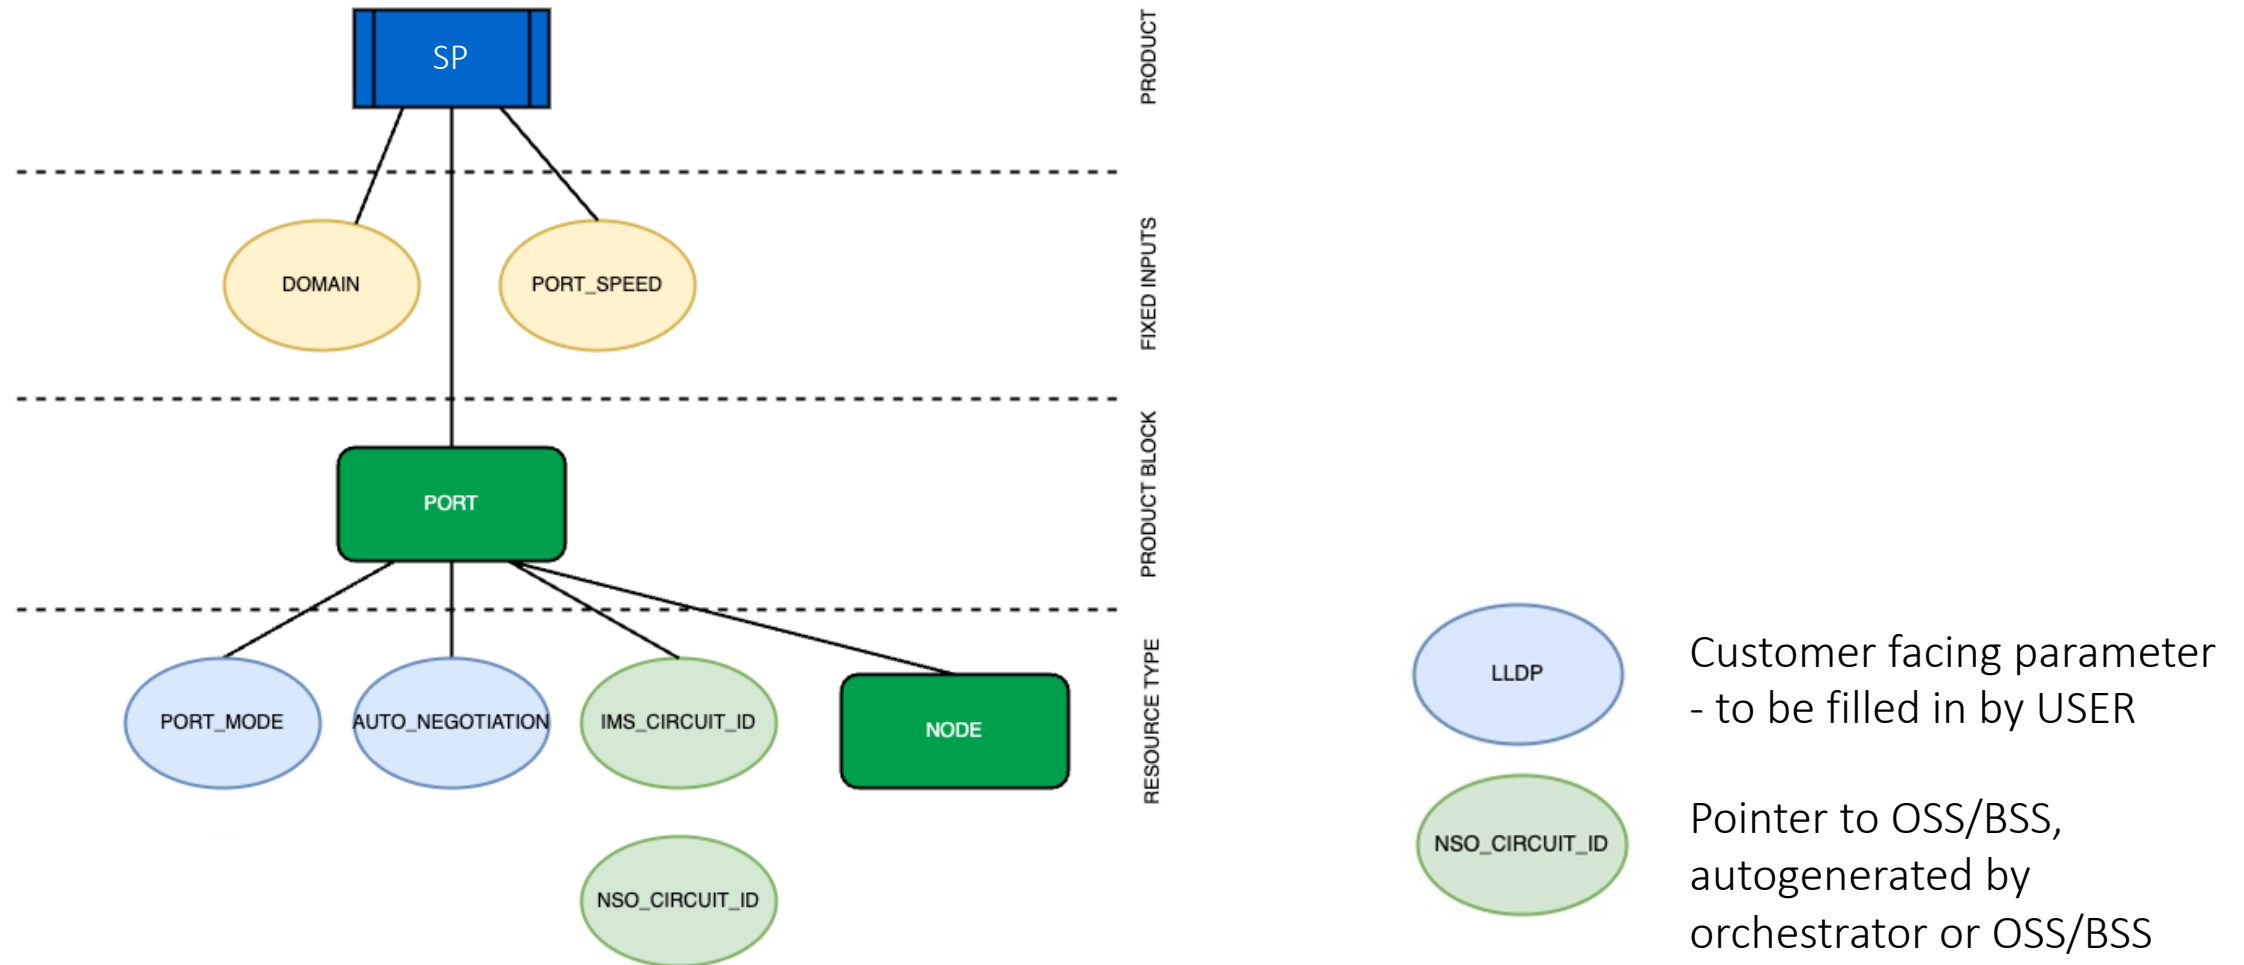 SP
PRODUCT
DOMAIN
PORT_SPEED
FIXED INPUTS
PORT
PRODUCT BLOCK
PORT_MODE
AUTO_NEGOTIATION
IMS_CIRCUIT_ID
NODE
RESOURCE TYPE
NSO_CIRCUIT_ID
LLDP
Customer facing parameter
- to be filled in by USER
NSO_CIRCUIT_ID
Pointer to OSS/BSS,
autogenerated by
orchestrator or OSS/BSS